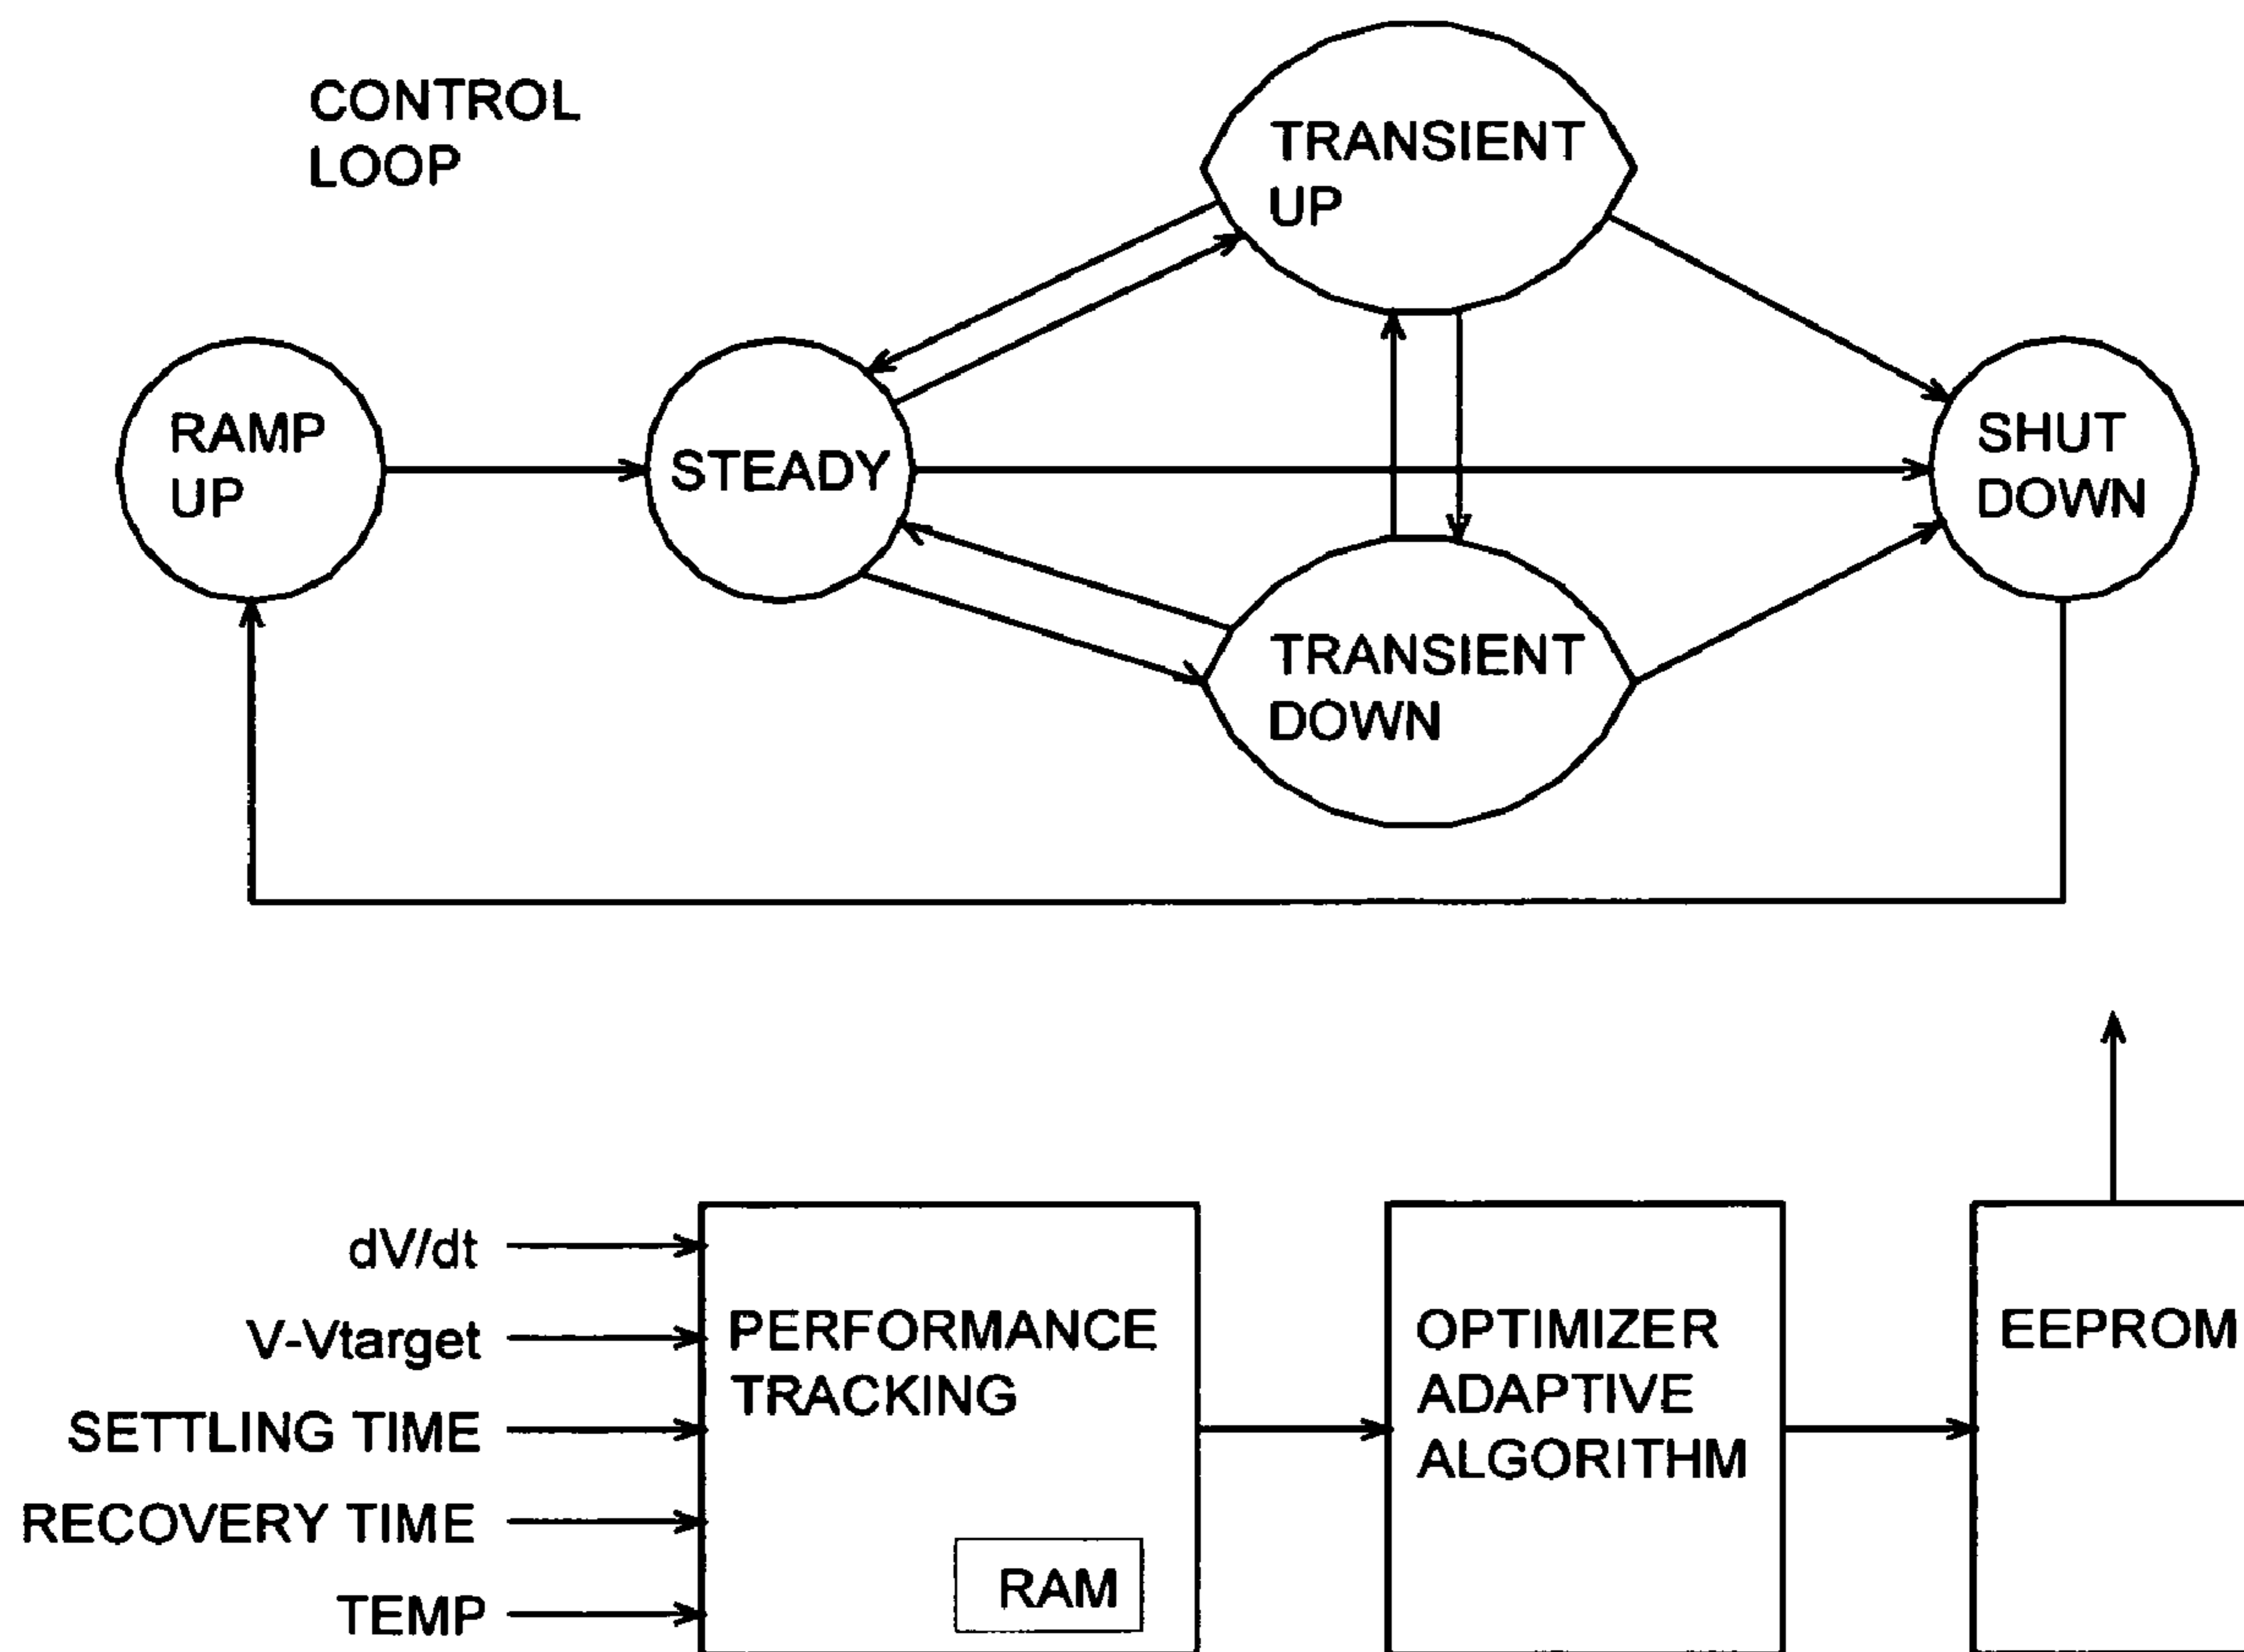 CONTROL
LOOP
TRANSIENT
UP
RAMP
UP
STEADY
SHUT
DOWN
TRANSIENT
DOWN
dV/dt
V-Vtarget
SETTLING TIME
RECOVERY TIME
TEMP
PERFORMANCE
TRACKING
RAM
OPTIMIZER
ADAPTIVE
ALGORITHM
EEPROM